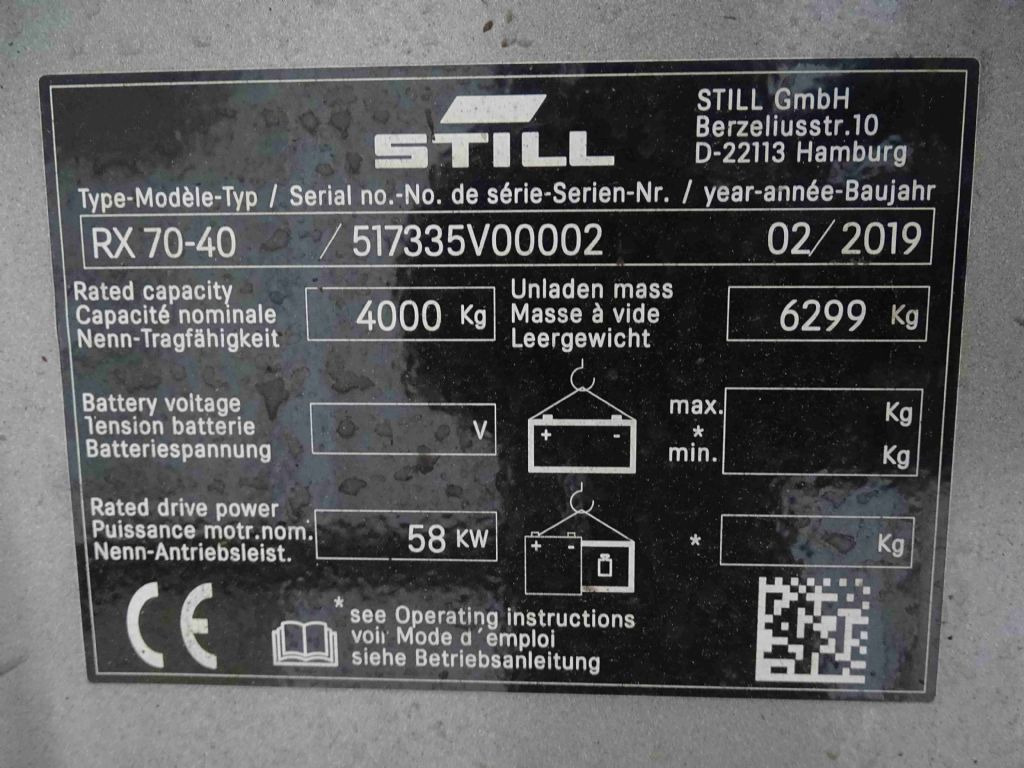 STILL
STILL GmbH
Berzeliusstr.10
D-22113 Hamburg
Type-Modèle-Typ / Serial no.-No. de série-Serien-Nr. / year-année-Baujahr
RX 70-40 / 517335V00002 02/2019
Rated capacity
Capacité nominale
Nenn-Tragfähigkeit
4000 Kg
Unladen mass
Masse à vide
Leergewicht
6299 Kg
Battery voltage
Tension batterie
Batteriespannung
V
+ -
max.
*
min.
Kg
Kg
Rated drive power
Puissance motr.nom.
Nenn-Antriebsleist.
58 KW
+ -
*
Kg
CE
* see Operating instructions
voir Mode d'emploi
siehe Betriebsanleitung